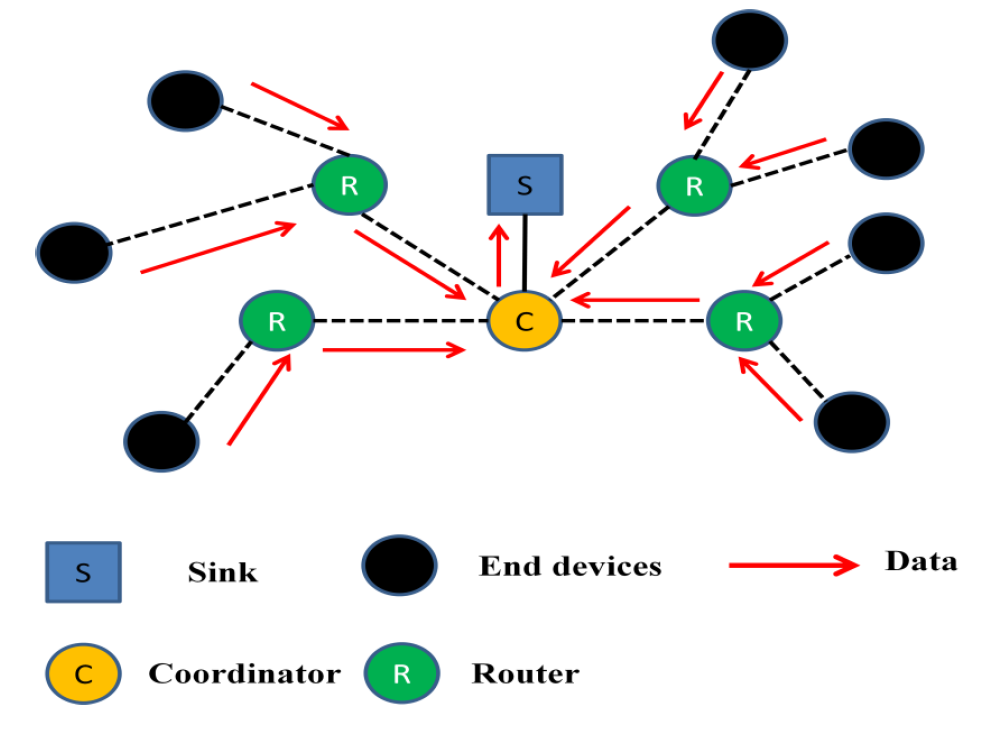 R
S
R
R
C
R
S
Sink
End devices
Data
C
Coordinator
R
Router